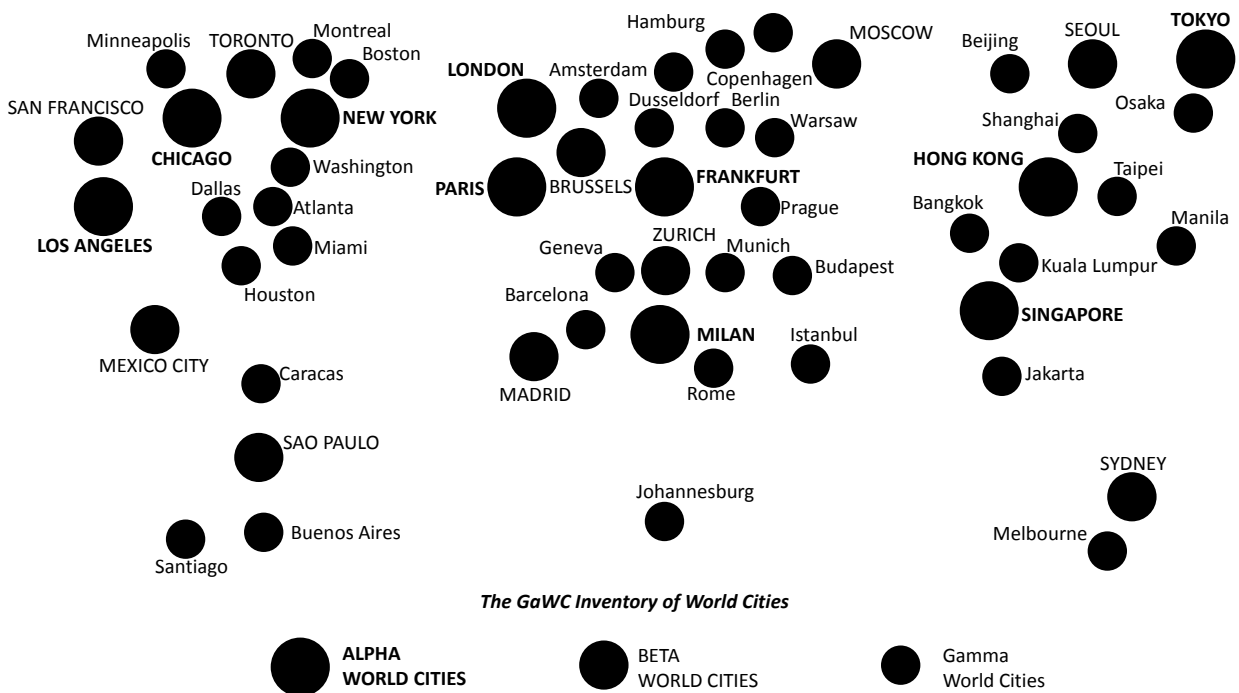 Minneapolis
TORONTO
Montreal
Boston
SAN FRANCISCO
CHICAGO
NEW YORK
Washington
Dallas
Atlanta
LOS ANGELES
Miami
Houston
MEXICO CITY
Caracas
SAO PAULO
Buenos Aires
Santiago
Hamburg
MOSCOW
LONDON
Amsterdam
Copenhagen
Dusseldorf
Berlin
Warsaw
PARIS
BRUSSELS
FRANKFURT
Prague
ZURICH
Geneva
Munich
Budapest
Barcelona
MILAN
Istanbul
MADRID
Rome
Johannesburg
TOKYO
SEOUL
Beijing
Osaka
Shanghai
HONG KONG
Taipei
Bangkok
Manila
Kuala Lumpur
SINGAPORE
Jakarta
SYDNEY
Melbourne
The GaWC Inventory of World Cities
ALPHA
WORLD CITIES
BETA
WORLD CITIES
Gamma
World Cities